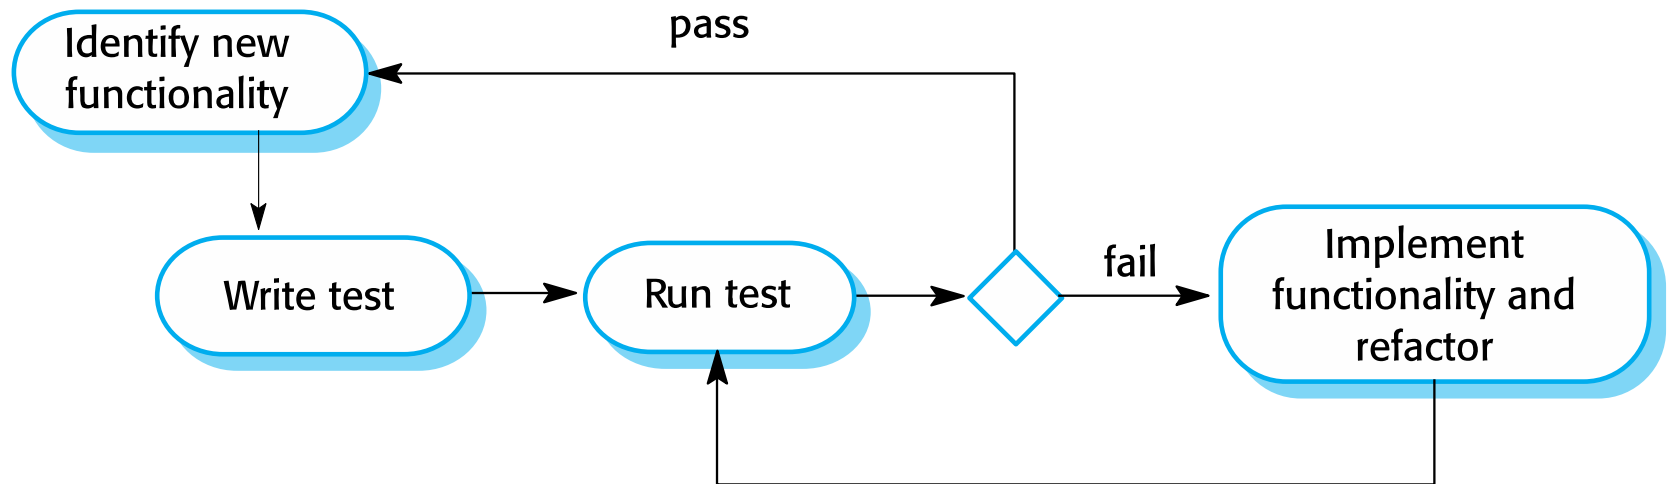 Identify new
functionality
pass
Write test
Run test
fail
Implement
functionality and
refactor